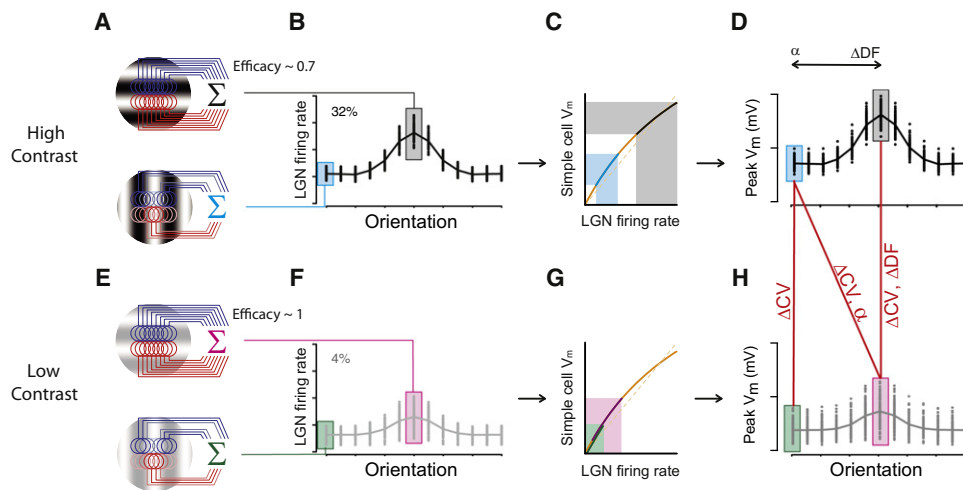 A
B
C
D
Efficacy ~ 0.7
α
ΔDF
High
Contrast
Σ
Σ
LGN firing rate
32%
Orientation
Simple cell Vm
LGN firing rate
Peak Vm (mV)
ΔCV
ΔCV, α
ΔCV, ΔDF
E
F
G
H
Efficacy ~ 1
Low
Contrast
Σ
Σ
LGN firing rate
4%
Orientation
Simple cell Vm
LGN firing rate
Peak Vm (mV)
Orientation